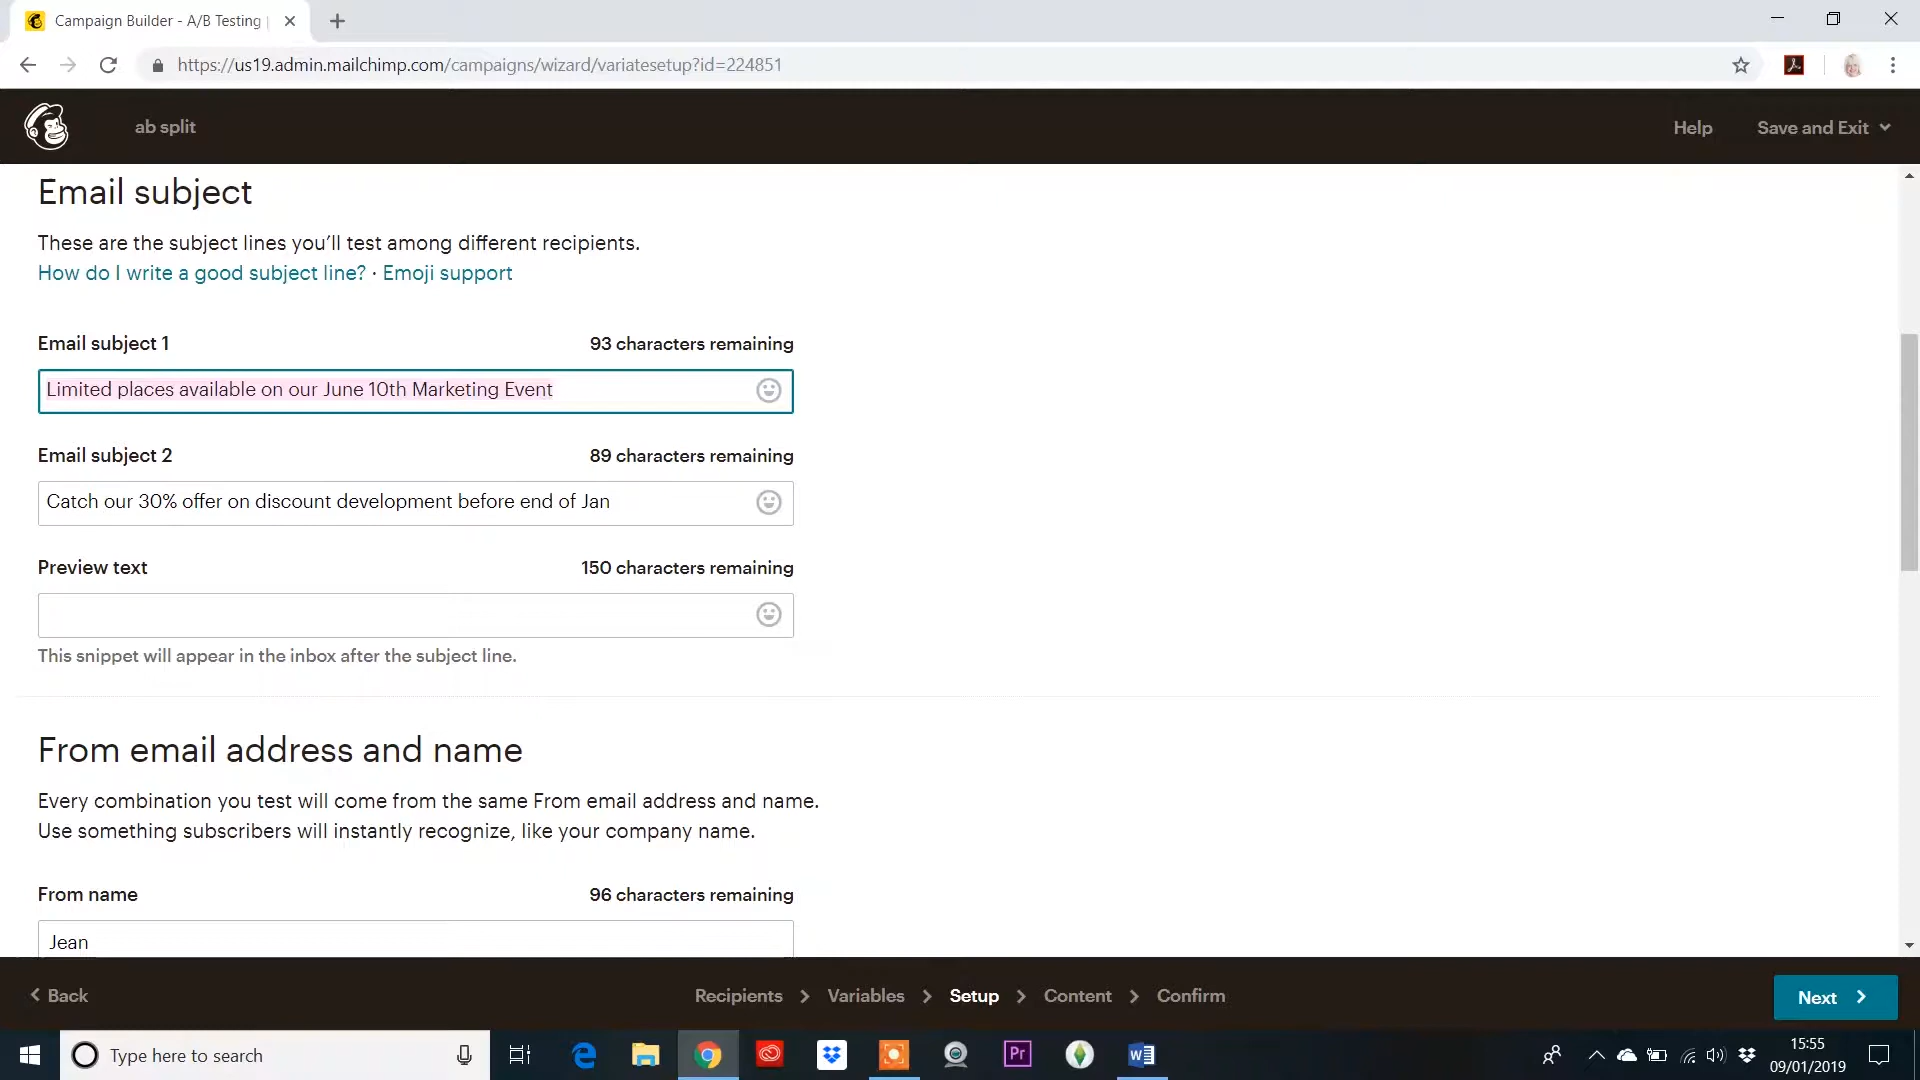 Campaign Builder - A/B Testing
https://us19.admin.mailchimp.com/campaigns/wizard/variatesetup?id=224851
ab split
Help
Save and Exit
Email subject
These are the subject lines you’ll test among different recipients.
How do I write a good subject line? · Emoji support
Email subject 1
93 characters remaining
Limited places available on our June 10th Marketing Event
Email subject 2
89 characters remaining
Catch our 30% offer on discount development before end of Jan
Preview text
150 characters remaining
This snippet will appear in the inbox after the subject line.
From email address and name
Every combination you test will come from the same From email address and name.
Use something subscribers will instantly recognize, like your company name.
From name
96 characters remaining
Jean
Back
Recipients
Variables
Setup
Content
Confirm
Next
Type here to search
Pr
15:55
09/01/2019